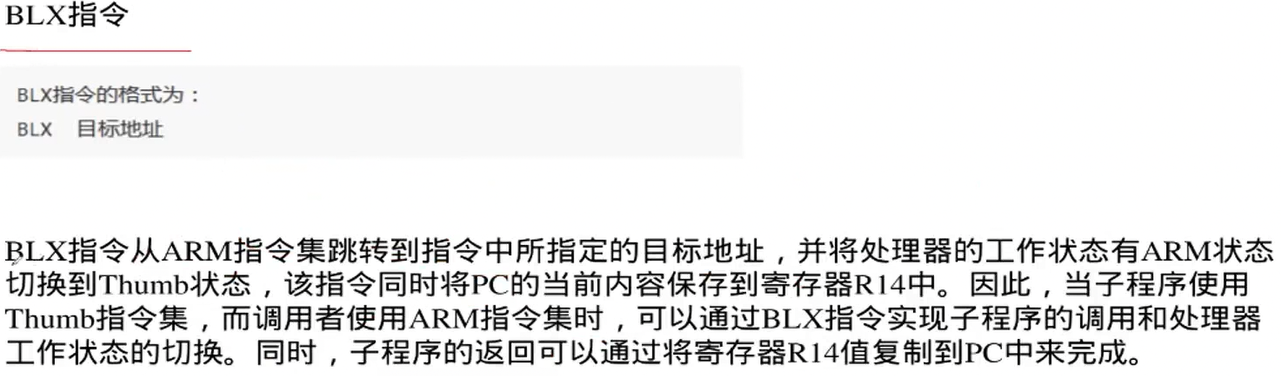 BLX指令
BLX指令的格式为：
BLX 目标地址
BLX指令从ARM指令集跳转到指令中所指定的目标地址，并将处理器的工作状态有ARM状态
切换到Thumb状态，该指令同时将PC的当前内容保存到寄存器R14中。因此，当子程序使用
Thumb指令集，而调用者使用ARM指令集时，可以通过BLX指令实现子程序的调用和处理器
工作状态的切换。同时，子程序的返回可以通过将寄存器R14值复制到PC中来完成。